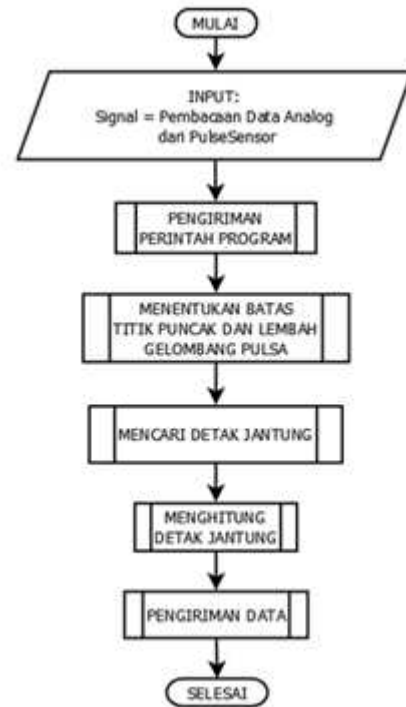 MULAI
INPUT:
Signal = Pembacaan Data Analog
dari PulseSensor
PENGIRIMAN
PERINTAH PROGRAM
MENENTUKAN BATAS
TITIK PUNCAK DAN LEMBAH
GELOMBANG PULSA
MENCARI DETAK JANTUNG
MENGHITUNG
DETAK JANTUNG
PENGIRIMAN DATA
SELESAI